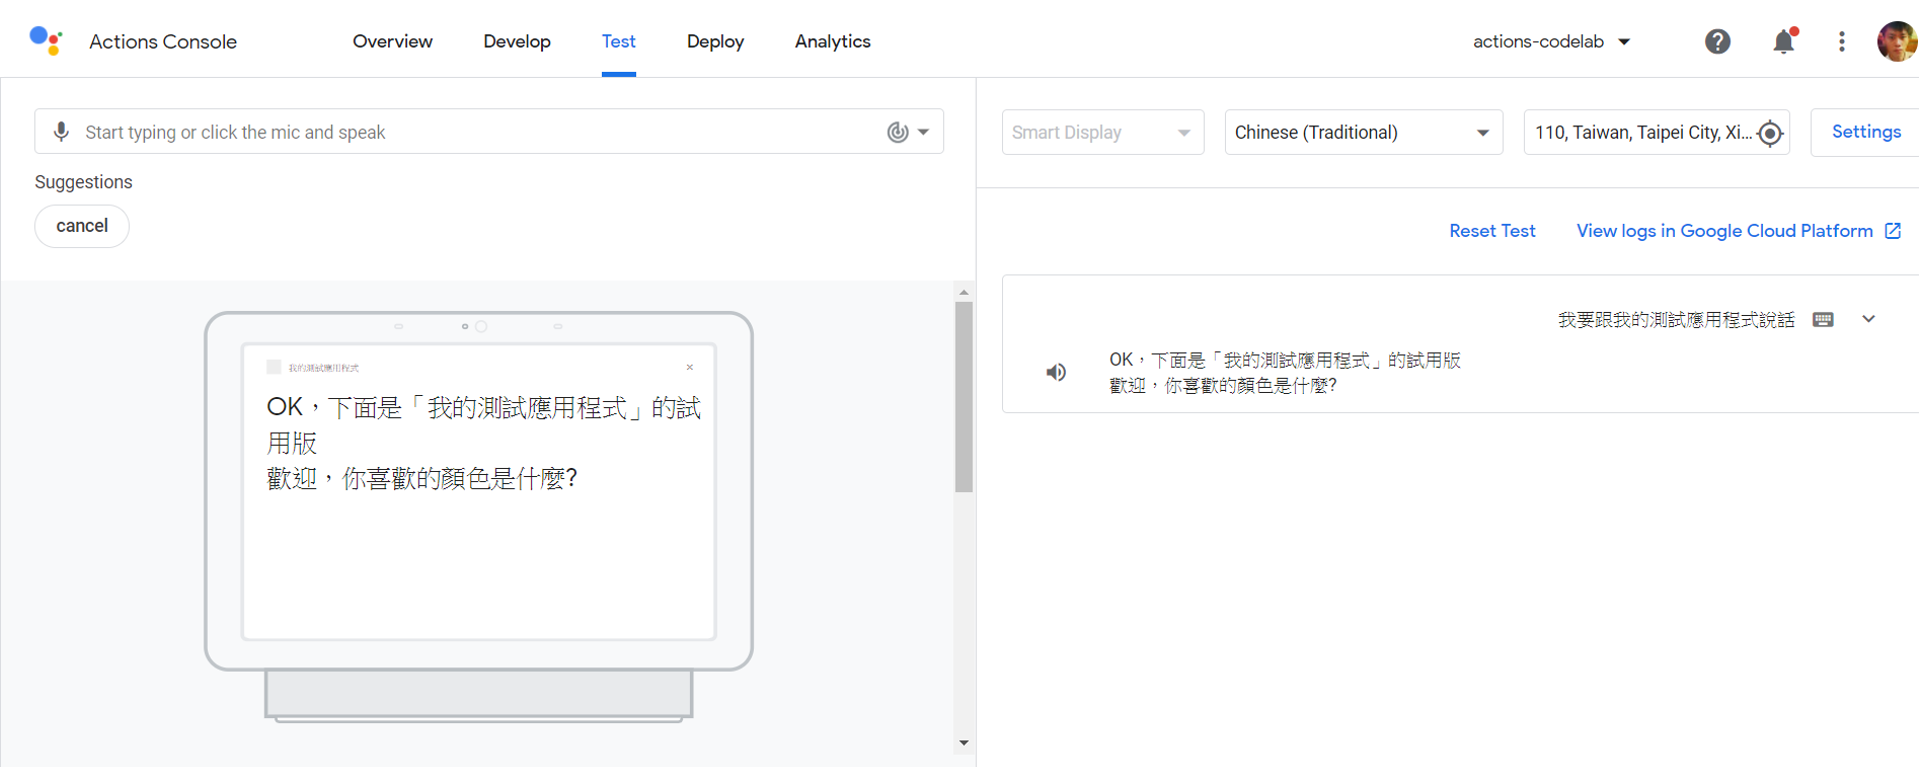 Actions Console
Overview
Develop
Test
Deploy
Analytics
actions-codelab
Start typing or click the mic and speak
Smart Display
Chinese (Traditional)
110, Taiwan, Taipei City, Xi...
Settings
Suggestions
cancel
Reset Test
View logs in Google Cloud Platform
我要跟我的測試應用程式說話
OK，下面是「我的測試應用程式」的試用版
歡迎，你喜歡的顏色是什麼?
我的測試應用程式
OK，下面是「我的測試應用程式」的試
用版
歡迎，你喜歡的顏色是什麼?